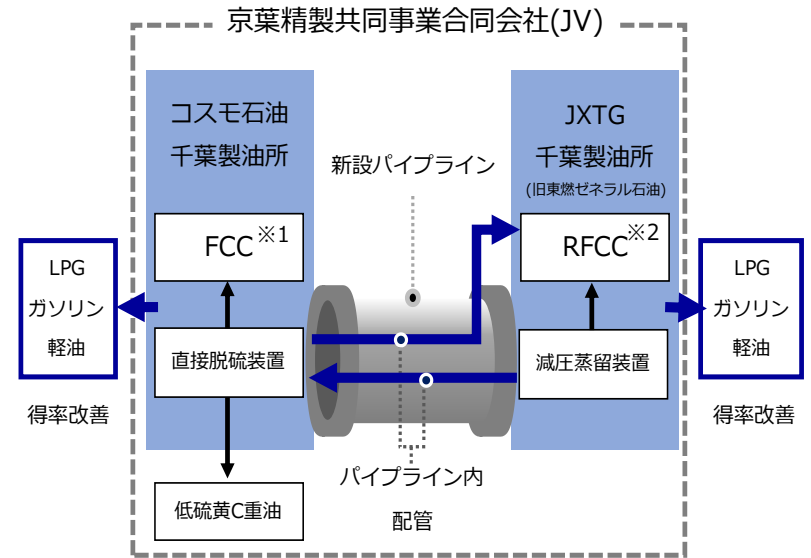 京葉精製共同事業合同会社(JV)
コスモ石油
千葉製油所
新設パイプライン
JXTG
千葉製油所
(旧東燃ゼネラル石油)
FCC※1
RFCC※2
LPG
ガソリン
軽油
得率改善
直接脱硫装置
減圧蒸留装置
LPG
ガソリン
軽油
得率改善
パイプライン内
配管
低硫黄C重油